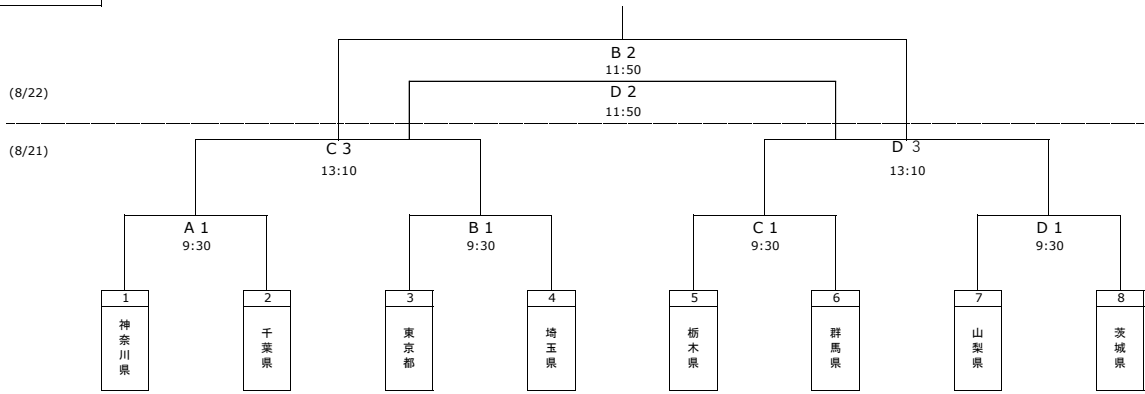 B 2
11:50
(8/22)
D 2
11:50
(8/21)
C 3
D 3
13:10
13:10
A 1
B 1
C 1
D 1
9:30
9:30
9:30
9:30
1
2
3
4
5
6
7
8
神奈川県
千葉県
東京都
埼玉県
栃木県
群馬県
山梨県
茨城県